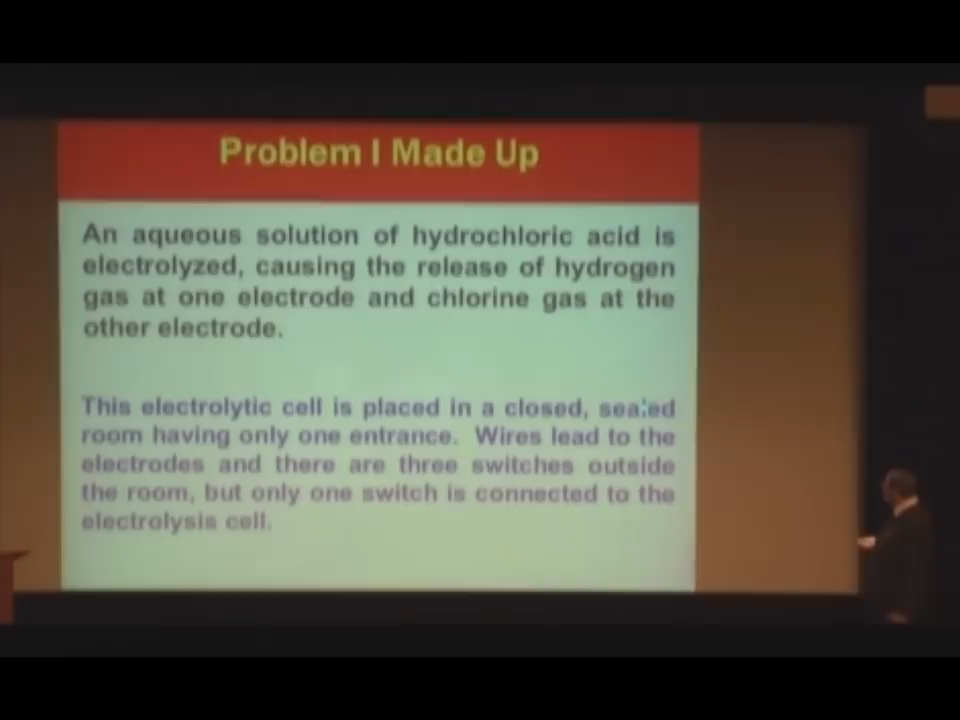 Problem I Made Up
An aqueous solution of hydrochloric acid is
electrolyzed, causing the release of hydrogen
gas at one electrode and chlorine gas at the
other electrode.
This electrolytic cell is placed in a closed, sealed
room having only one entrance. Wires lead to the
electrodes and there are three switches outside
the room, but only one switch is connected to the
electrolysis cell.